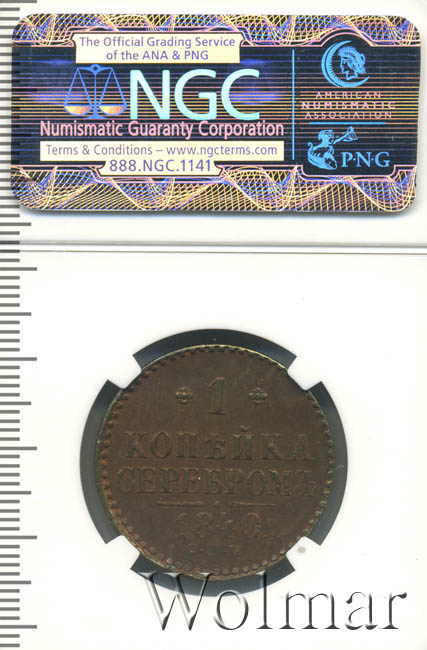 The Official Grading Service
of the ANA & PNG
NGC
Numismatic Guaranty Corporation
Terms & Conditions – www.ngcterms.com
888.NGC.1141
AMERICAN
NUMISMATIC
ASSOCIATION
P·N·G
1
КОПѢЙКА
СЕРЕБРОМЪ
1840
Wolmar